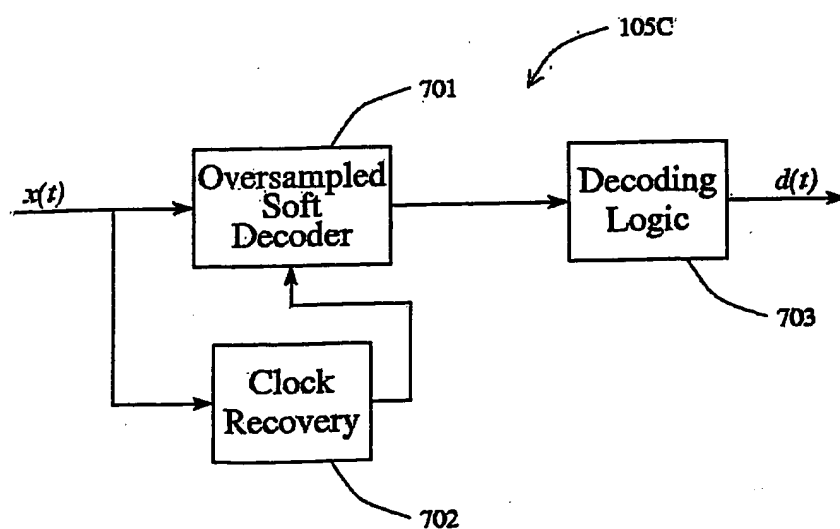 105C
701
x(t)
Oversampled
Soft
Decoder
Decoding
Logic
d(t)
703
Clock
Recovery
702